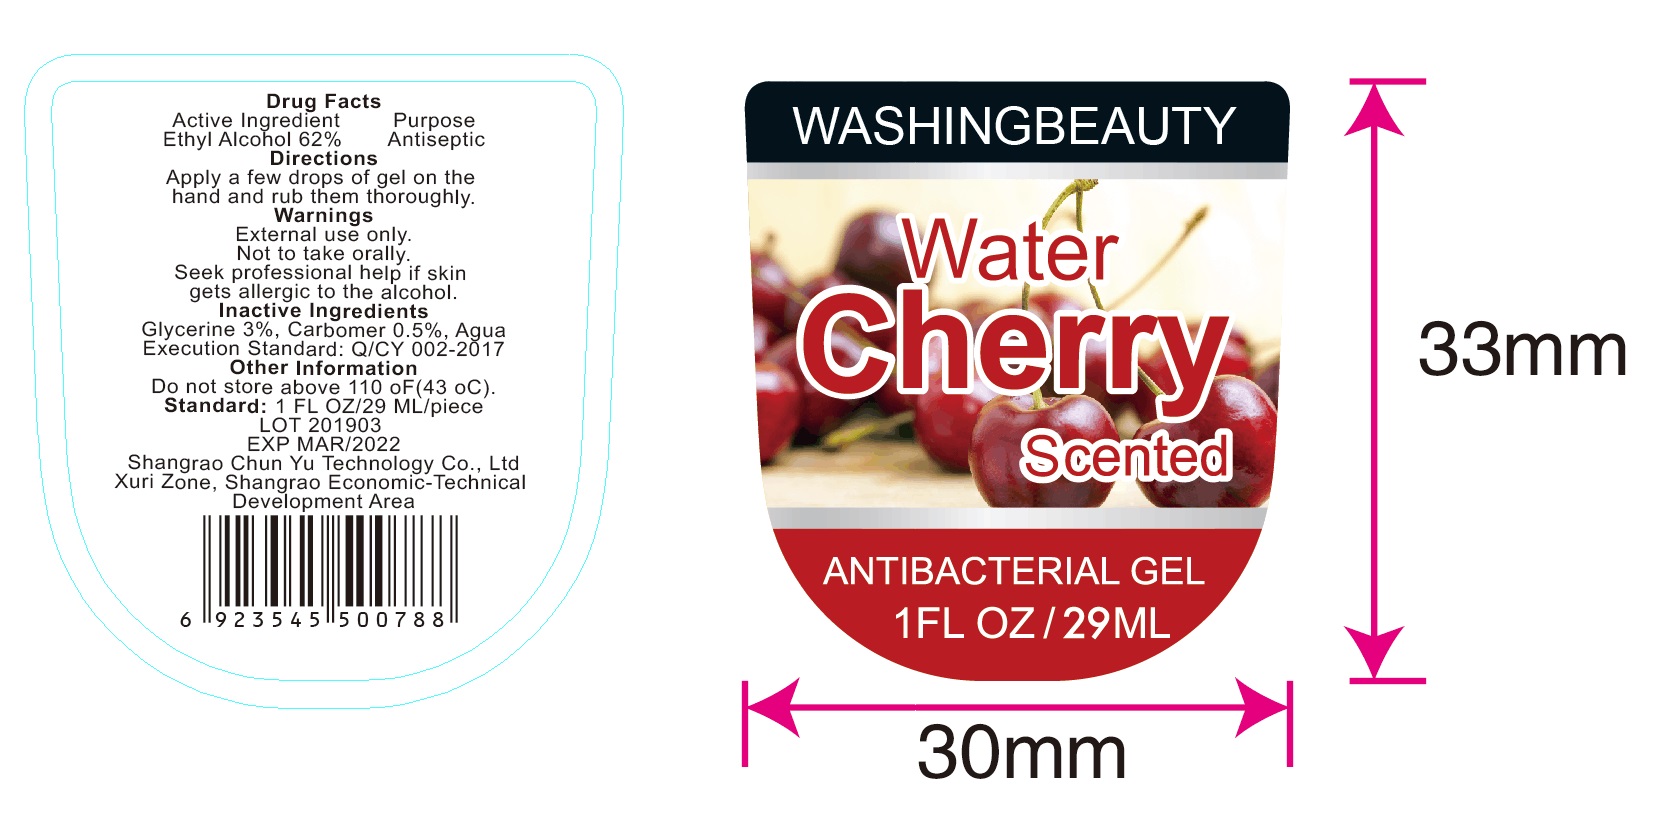 Drug Facts
Active Ingredient Purpose
Ethyl Alcohol 62% Antiseptic
Directions
Apply a few drops of gel on the
hand and rub them thoroughly.
Warnings
External use only.
Not to take orally.
Seek professional help if skin
gets allergic to the alcohol.
Inactive Ingredients
Glycerine 3%, Carbomer 0.5%, Agua
Execution Standard: Q/CY 002-2017
Other Information
Do not store above 110 oF(43 oC).
Standard: 1 FL OZ/29 ML/piece
LOT 201903
EXP MAR/2022
Shangrao Chun Yu Technology Co., Ltd
Xuri Zone, Shangrao Economic-Technical
Development Area
6 923545 500788
WASHINGBEAUTY
Water
Cherry
Scented
ANTIBACTERIAL GEL
1FL OZ / 29ML
30mm
33mm